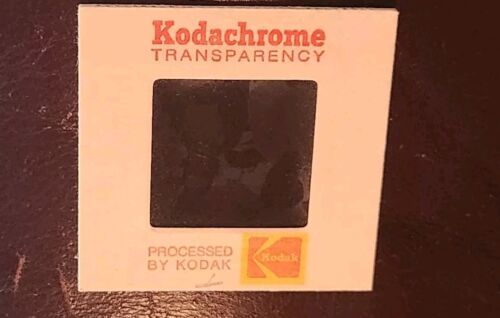 Kodachrome
TRANSPARENCY
PROCESSED
BY KODAK
Kodak